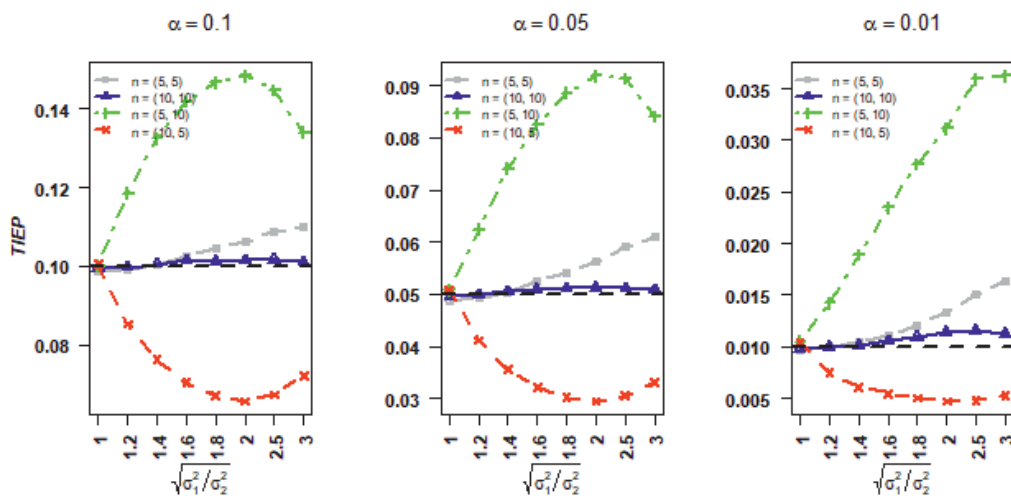 α = 0.1
TIEP
0.14
0.12
0.10
0.08
n = (5, 5)
n = (10, 10)
n = (5, 10)
n = (10, 5)
1 1.2 1.4 1.6 1.8 2 2.5 3
√σ₁²/σ₂²
α = 0.05
0.09
0.08
0.07
0.06
0.05
0.04
0.03
n = (5, 5)
n = (10, 10)
n = (5, 10)
n = (10, 5)
1 1.2 1.4 1.6 1.8 2 2.5 3
√σ₁²/σ₂²
α = 0.01
0.035
0.030
0.025
0.020
0.015
0.010
0.005
n = (5, 5)
n = (10, 10)
n = (5, 10)
n = (10, 5)
1 1.2 1.4 1.6 1.8 2 2.5 3
√σ₁²/σ₂²